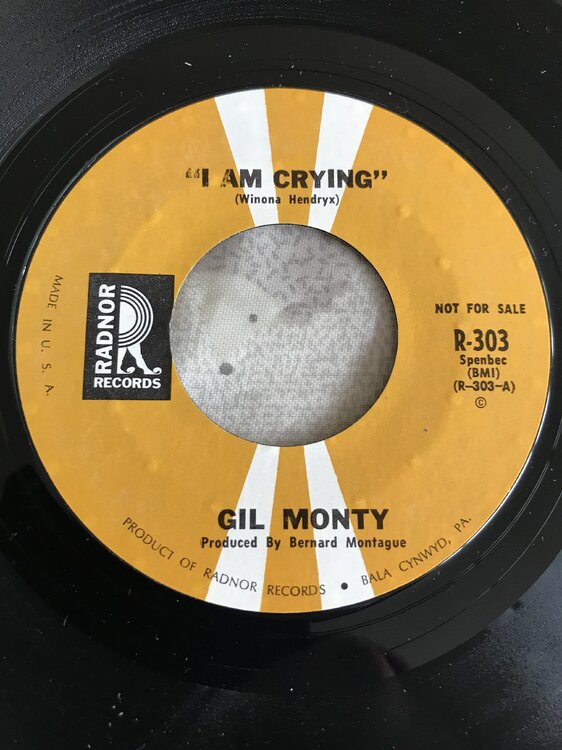 "I AM CRYING"
(Winona Hendryx)
MADE IN U. S. A.
RADNOR
RECORDS
NOT FOR SALE
R-303
Spenbec
(BMI)
(R-303-A)
©
GIL MONTY
Produced By Bernard Montague
PRODUCT OF RADNOR RECORDS • BALA CYNWYD, PA.